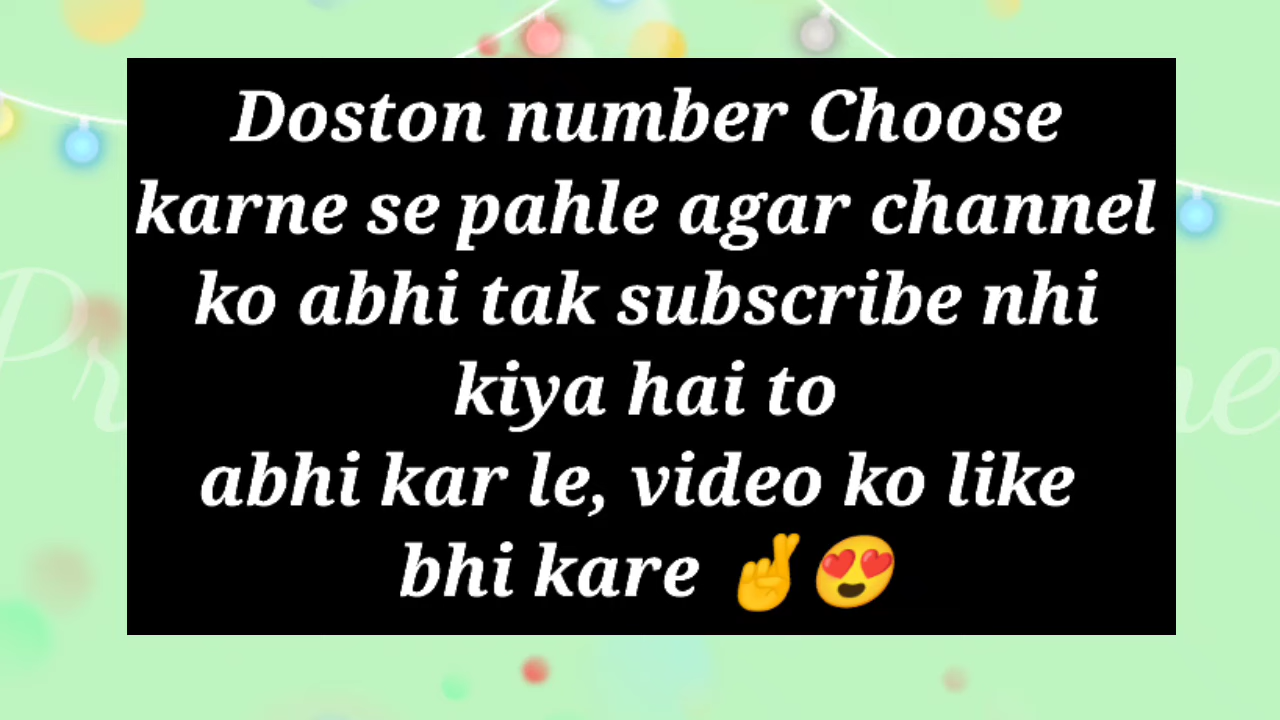 Doston number Choose
karne se pahle agar channel
ko abhi tak subscribe nhi
kiya hai to
abhi kar le, video ko like
bhi kare 🤞😍